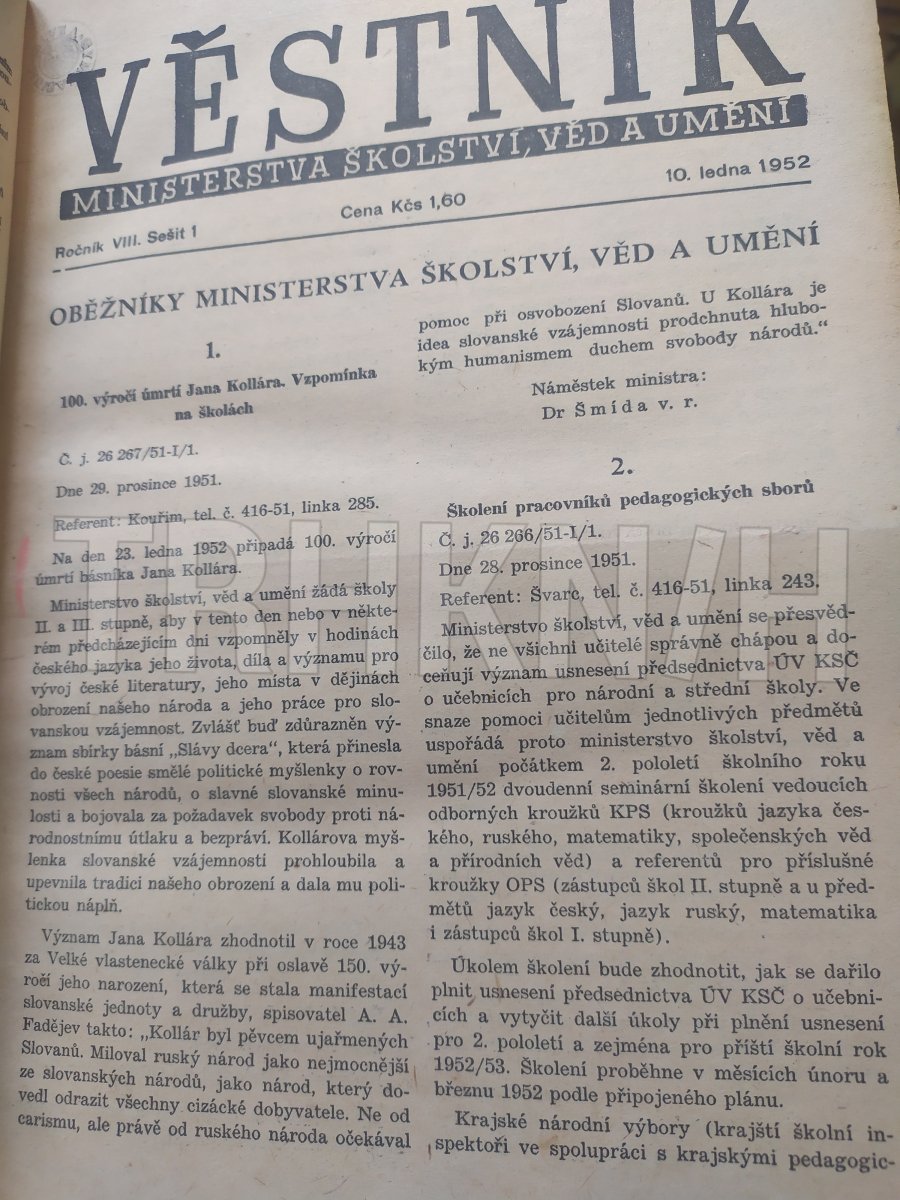 VĚSTNÍK
MINISTERSTVA ŠKOLSTVÍ, VĚD A UMĚNÍ
Ročník VIII. Sešit 1
Cena Kčs 1,60
10. ledna 1952
OBĚŽNÍKY MINISTERSTVA ŠKOLSTVÍ, VĚD A UMĚNÍ
1.
100. výročí úmrtí Jana Kollára. Vzpomínka
na školách
Č. j. 26 267/51-I/1.
Dne 29. prosince 1951.
Referent: Kouřim, tel. č. 416-51, linka 285.
Na den 23. ledna 1952 připadá 100. výročí
úmrtí básníka Jana Kollára.
Ministerstvo školství, věd a umění žádá školy
II. a III. stupně, aby v tento den nebo v někte-
rém předcházejícím dni vzpomněly v hodinách
českého jazyka jeho života, díla a významu pro
vývoj české literatury, jeho místa v dějinách
obrození našeho národa a jeho práce pro slo-
vanskou vzájemnost. Zvlášť buď zdůrazněn vý-
znam sbírky básní „Slávy dcera“, která přinesla
do české poesie smělé politické myšlenky o rov-
nosti všech národů, o slavné slovanské minu-
losti a bojovala za požadavek svobody proti ná-
rodnostnímu útlaku a bezpráví. Kollárova myš-
lenka slovanské vzájemnosti prohloubila a
upevnila tradici našeho obrození a dala mu poli-
tickou náplň.
Význam Jana Kollára zhodnotil v roce 1943
za Velké vlastenecké války při oslavě 150. vý-
ročí jeho narození, která se stala manifestací
slovanské jednoty a družby, spisovatel A. A.
Fadějev takto: „Kollár byl pěvcem ujařmených
Slovanů. Miloval ruský národ jako nejmocnější
ze slovanských národů, jako národ, který do-
vedl odrazit všechny cizácké dobyvatele. Ne od
carismu, ale právě od ruského národa očekával
pomoc při osvobození Slovanů. U Kollára je
idea slovanské vzájemnosti prodchnuta hlubo-
kým humanismem duchem svobody národů.“
Náměstek ministra:
Dr Šmída v. r.
2.
Školení pracovníků pedagogických sborů
Č. j. 26 266/51-I/1.
Dne 28. prosince 1951.
Referent: Švarc, tel. č. 416-51, linka 243.
Ministerstvo školství, věd a umění se přesvěd-
čilo, že ne všichni učitelé správně chápou a do-
ceňují význam usnesení předsednictva ÚV KSČ
o učebnicích pro národní a střední školy. Ve
snaze pomoci učitelům jednotlivých předmětů
uspořádá proto ministerstvo školství, věd a
umění počátkem 2. pololetí školního roku
1951/52 dvoudenní seminární školení vedoucích
odborných kroužků KPS (kroužků jazyka čes-
kého, ruského, matematiky, společenských věd
a přírodních věd) a referentů pro příslušné
kroužky OPS (zástupců škol II. stupně a u před-
mětů jazyk český, jazyk ruský, matematika
i zástupců škol I. stupně).
Úkolem školení bude zhodnotit, jak se dařilo
plnit usnesení předsednictva ÚV KSČ o učebni-
cích a vytyčit další úkoly při plnění usnesení
pro 2. pololetí a zejména pro příští školní rok
1952/53. Školení proběhne v měsících únoru a
březnu 1952 podle připojeného plánu.
Krajské národní výbory (krajští školní in-
spektoři ve spolupráci s krajskými pedagogic-